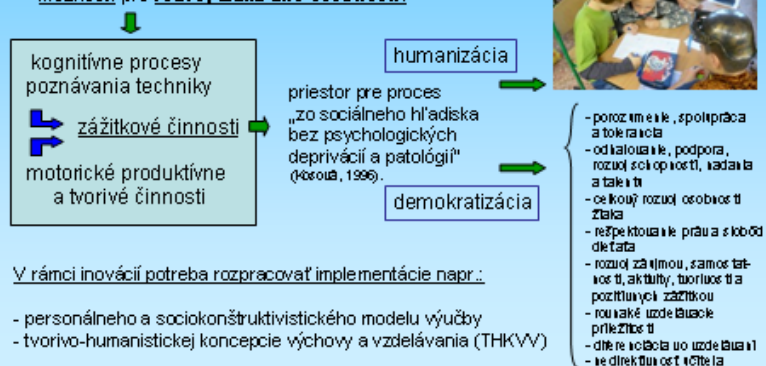 kognitívne procesy
poznávania techniky
zážitkové činnosti
motorické produktívne
a tvorivé činnosti
humanizácia
priestor pre proces
„zo sociálneho hľadiska
bez psychologických
deprivácií a patológií"
(Kosová, 1996).
demokratizácia
- porozumenie, spolupráca
a tolerancia
- odhaľovanie, podpora,
rozvoj schopností, nadania
a talentu
- celkový rozvoj osobnosti
žiaka
- rešpektovanie práv a slobôd
dieťaťa
- rozvoj záujmov, samostat-
nosti, aktivity, tvorivosti a
pozitívnych zážitkov
- rovnaké vzdelávacie
príležitosti
- diferenciácia vo vzdelávaní
- nedirektívnosť učiteľa
V rámci inovácií potreba rozpracovať implementácie napr.:
- personálneho a sociokonštruktivistického modelu výučby
- tvorivo-humanistickej koncepcie výchovy a vzdelávania (THKVV)